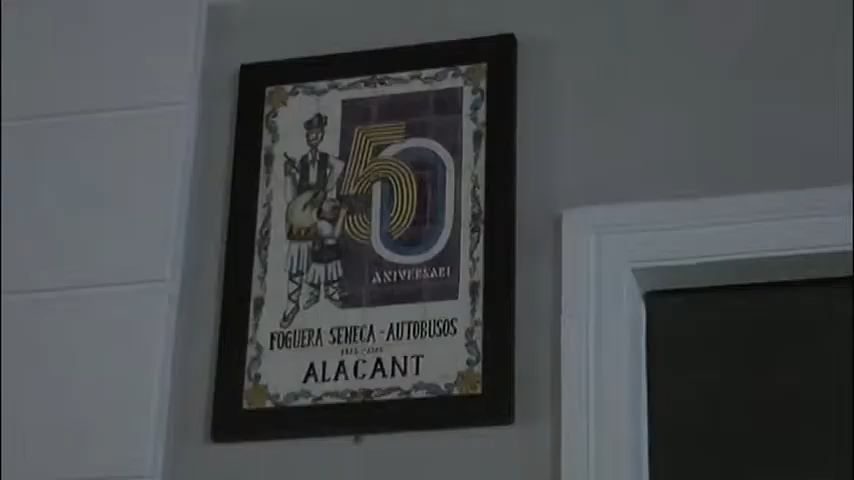 50
ANIVERSARI
FOGUERA SENECA - AUTOBUSOS
ALACANT